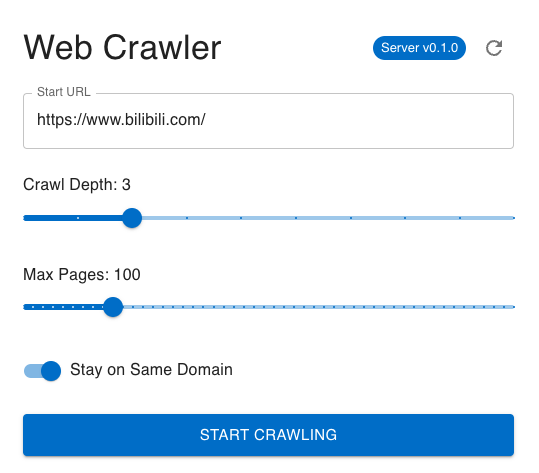 Web Crawler
Server v0.1.0
Start URL
https://www.bilibili.com/
Crawl Depth: 3
Max Pages: 100
Stay on Same Domain
START CRAWLING